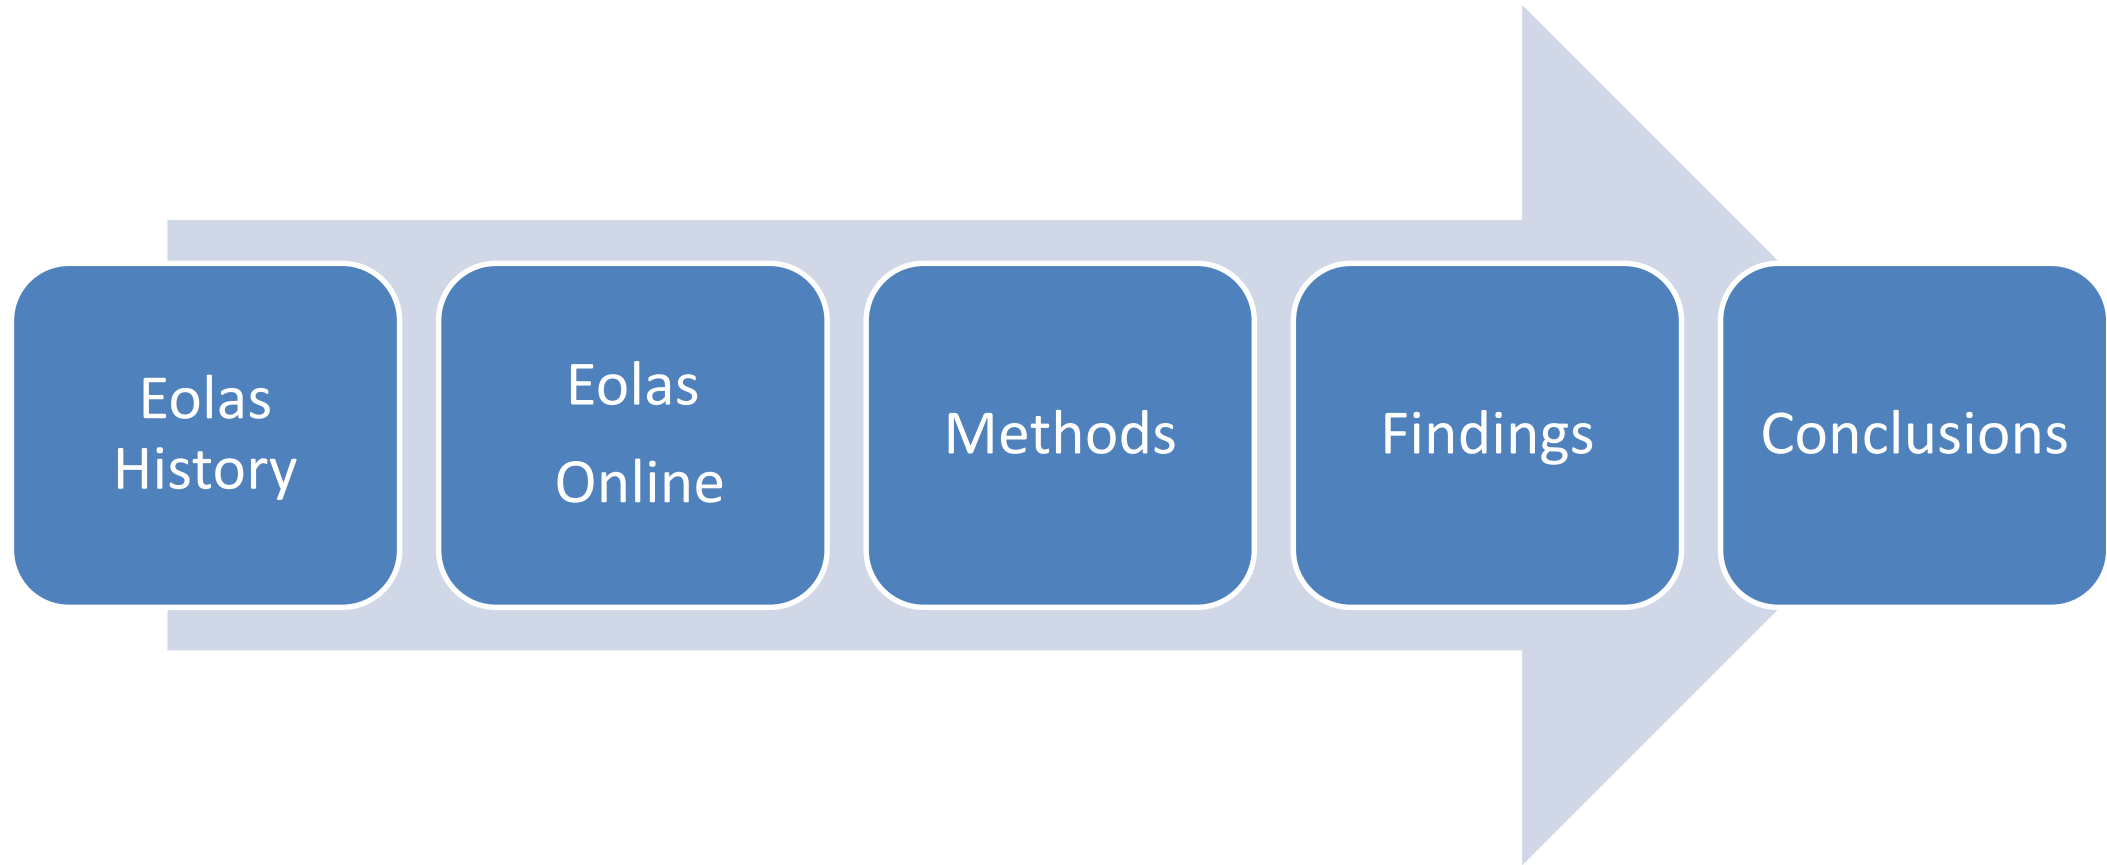 Eolas
History
Eolas
Online
Methods
Findings
Conclusions